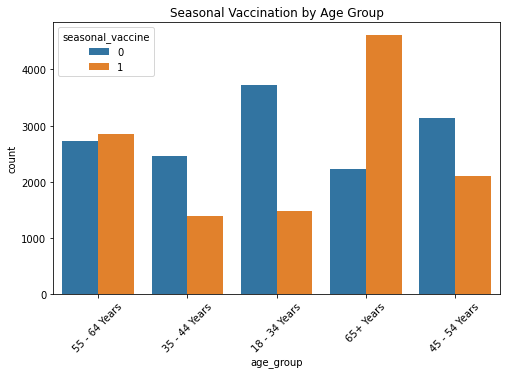 Seasonal Vaccination by Age Group
seasonal_vaccine
0
1
4000
3000
2000
1000
0
count
55 - 64 Years
35 - 44 Years
18 - 34 Years
65+ Years
45 - 54 Years
age_group